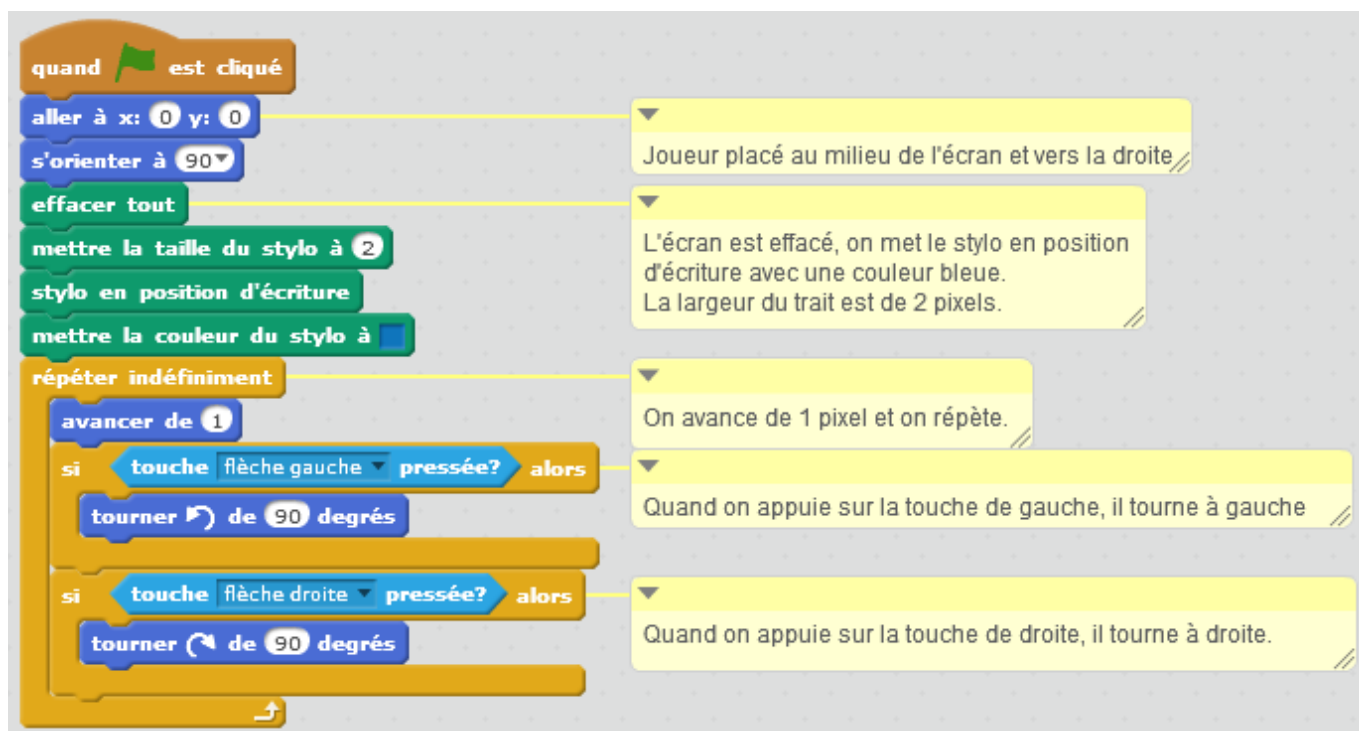 quand est cliqué
aller à x: 0 y: 0
Joueur placé au milieu de l'écran et vers la droite
s'orienter à 90
effacer tout
mettre la taille du stylo à 2
stylo en position d'écriture
mettre la couleur du stylo à
L'écran est effacé, on met le stylo en position
d'écriture avec une couleur bleue.
La largeur du trait est de 2 pixels.
répéter indéfiniment
avancer de 1
On avance de 1 pixel et on répète.
si touche flèche gauche pressée? alors
tourner de 90 degrés
Quand on appuie sur la touche de gauche, il tourne à gauche
si touche flèche droite pressée? alors
tourner de 90 degrés
Quand on appuie sur la touche de droite, il tourne à droite.